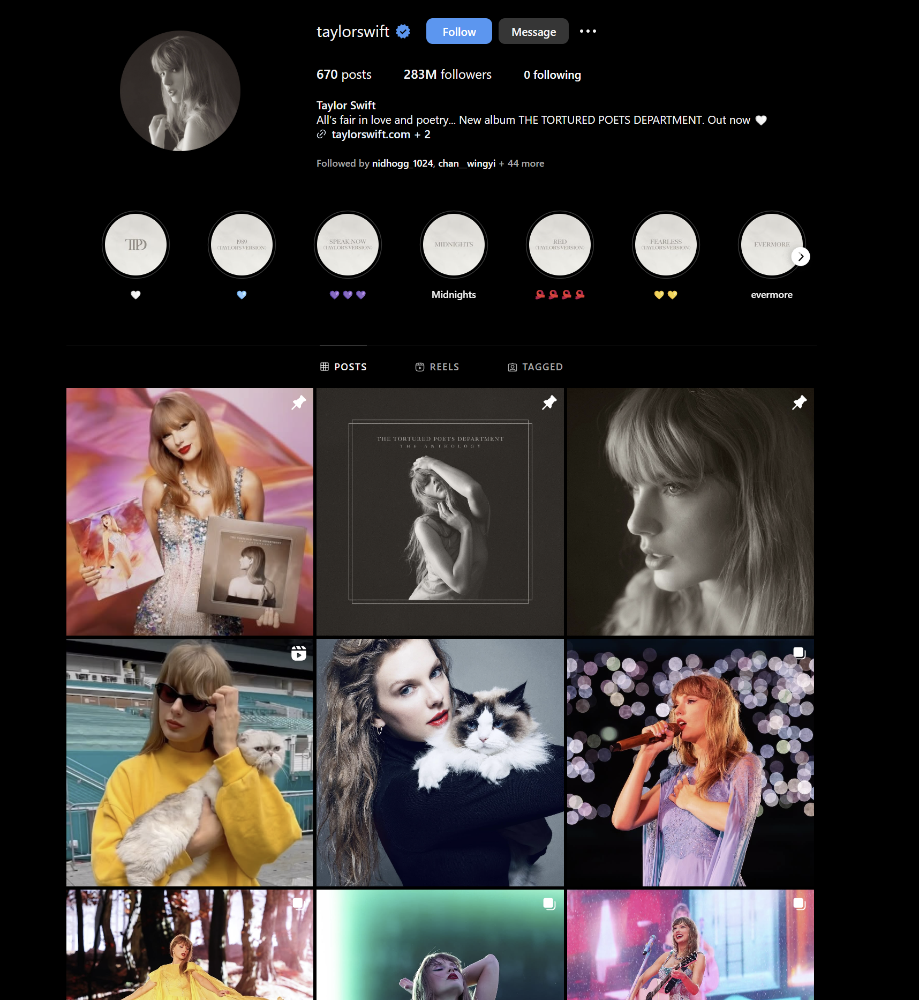 taylorswift
Follow
Message
670 posts
283M followers
0 following
Taylor Swift
All's fair in love and poetry... New album THE TORTURED POETS DEPARTMENT. Out now 🤍
taylorswift.com + 2
Followed by nidhogg_1024, chan__wingyi + 44 more
TTPD
1989
(TAYLOR'S VERSION)
SPEAK NOW
(TAYLOR'S VERSION)
MIDNIGHTS
RED
(TAYLOR'S VERSION)
FEARLESS
(TAYLOR'S VERSION)
EVERMORE
🤍
🩵
💜 💜 💜
Midnights
🧣 🧣 🧣 🧣
💛 💛
evermore
POSTS
REELS
TAGGED
THE TORTURED POETS DEPARTMENT
THE ANTHOLOGY
THE TORTURED POETS DEPARTMENT
THE ANTHOLOGY